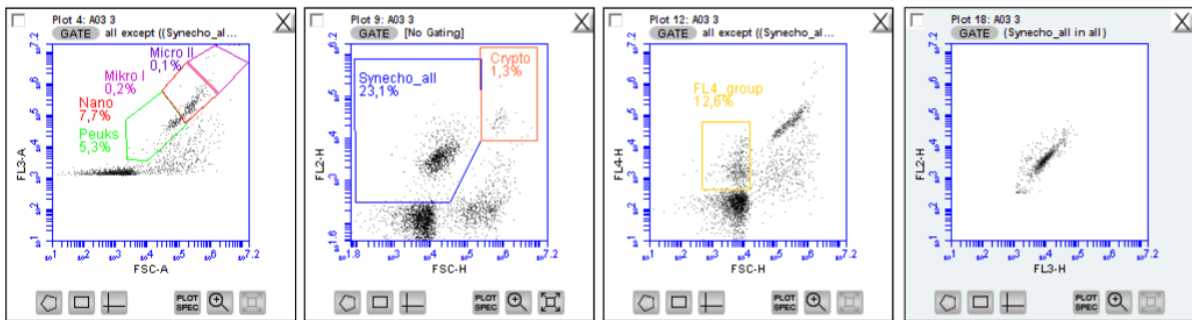 Plot 4: A03 3
GATE all except ((Synecho_al...
Micro II
0,1%
Mikro I
0,2%
Nano
7,7%
Peuks
5,3%
FL3-A
FSC-A
PLOT
SPEC
Plot 9: A03 3
GATE [No Gating]
Synecho_all
23,1%
Crypto
1,3%
FL2-H
FSC-H
PLOT
SPEC
Plot 12: A03 3
GATE all except ((Synecho_al...
FL4_group
12,6%
FL4-H
FSC-H
PLOT
SPEC
Plot 18: A03 3
GATE (Synecho_all in all)
FL2-H
FL3-H
PLOT
SPEC